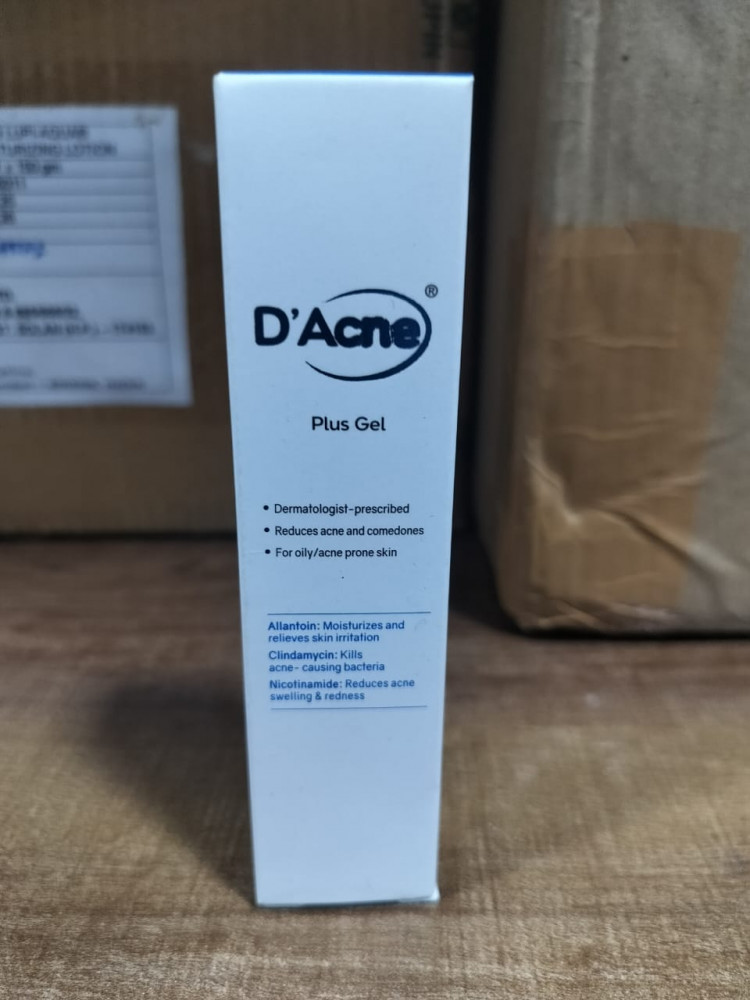 D'Acne®
Plus Gel
• Dermatologist-prescribed
• Reduces acne and comedones
• For oily/acne prone skin
Allantoin: Moisturizes and
relieves skin irritation
Clindamycin: Kills
acne- causing bacteria
Nicotinamide: Reduces acne
swelling & redness
LOTION